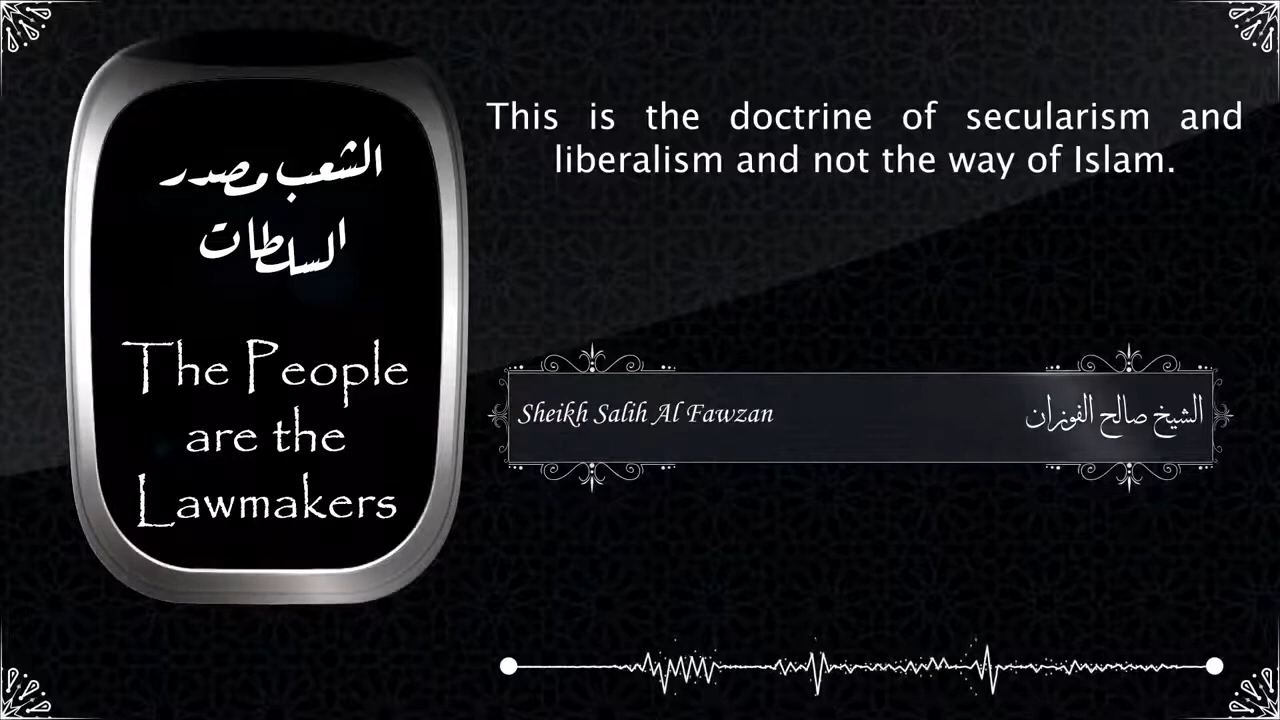 الشعب مصدر
السلطات
The People
are the
Lawmakers
This is the doctrine of secularism and
liberalism and not the way of Islam.
Sheikh Salih Al Fawzan
الشيخ صالح الفوزان